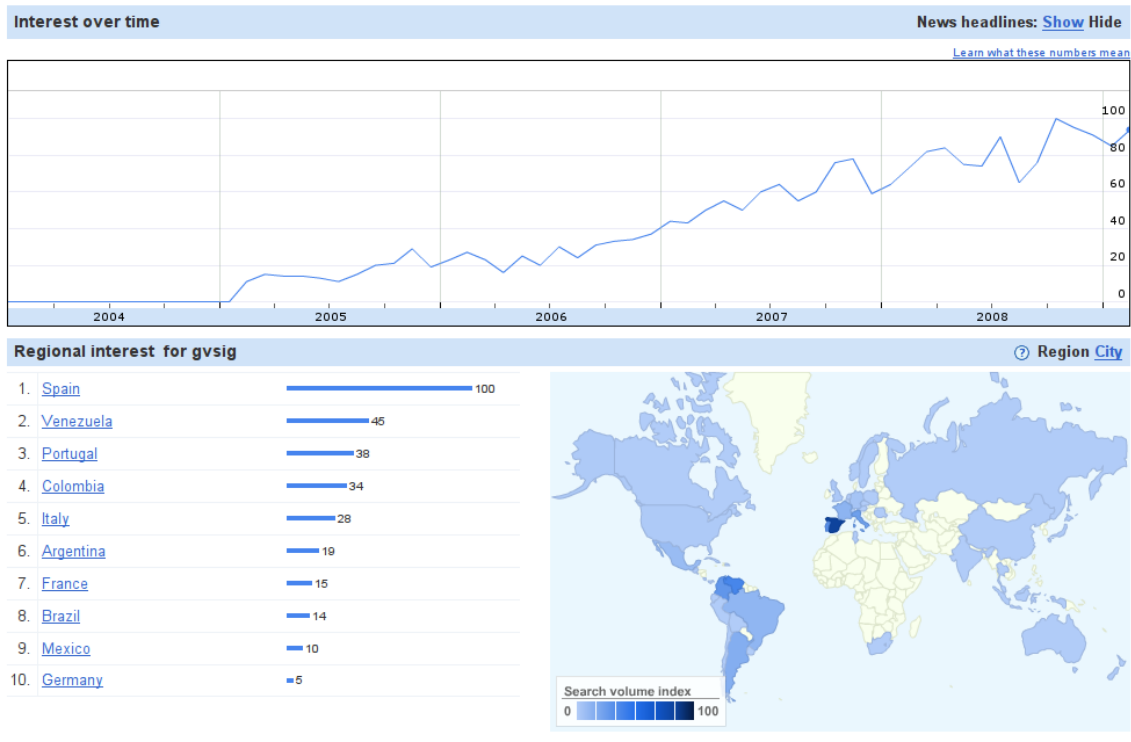 Interest over time News headlines: Show Hide
Learn what these numbers mean
100
80
60
40
20
0
2004 2005 2006 2007 2008
Regional interest for gvsig ? Region City
1. Spain 100
2. Venezuela 45
3. Portugal 38
4. Colombia 34
5. Italy 28
6. Argentina 19
7. France 15
8. Brazil 14
9. Mexico 10
10. Germany 5
Search volume index
0 100